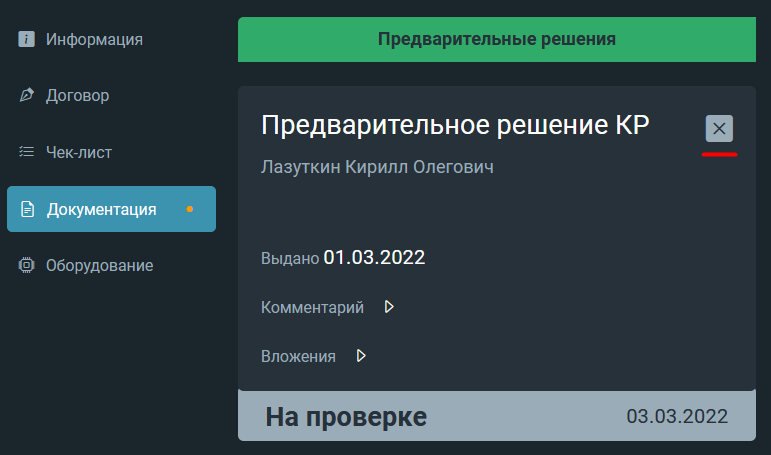 Информация
Договор
Чек-лист
Документация
Оборудование
Предварительные решения
Предварительное решение КР
Лазуткин Кирилл Олегович
Выдано 01.03.2022
Комментарий
Вложения
На проверке 03.03.2022